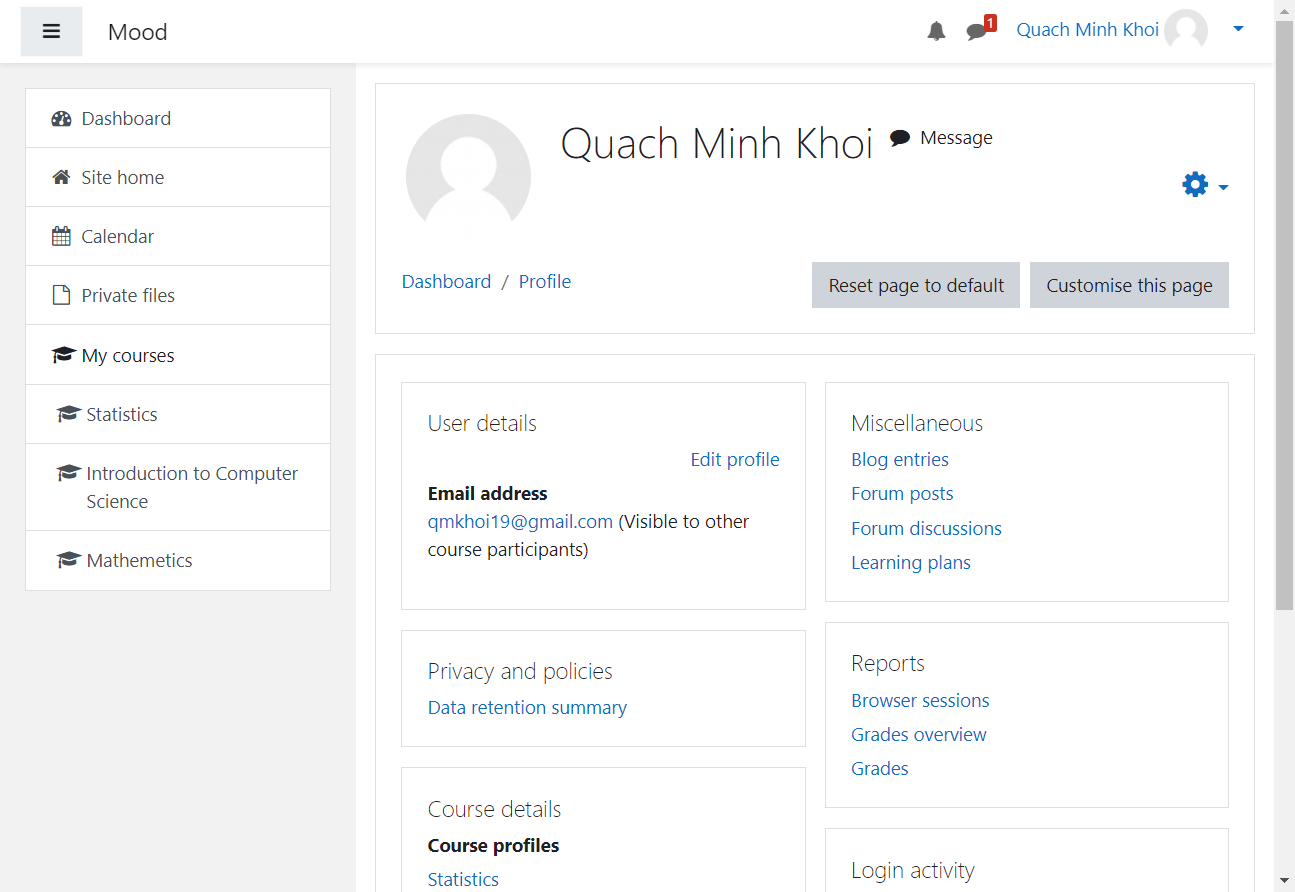 Mood
1
Quach Minh Khoi
Dashboard
Site home
Calendar
Private files
My courses
Statistics
Introduction to Computer
Science
Mathemetics
Quach Minh Khoi
Message
Dashboard / Profile
Reset page to default
Customise this page
User details
Edit profile
Email address
qmkhoi19@gmail.com (Visible to other
course participants)
Privacy and policies
Data retention summary
Course details
Course profiles
Statistics
Miscellaneous
Blog entries
Forum posts
Forum discussions
Learning plans
Reports
Browser sessions
Grades overview
Grades
Login activity